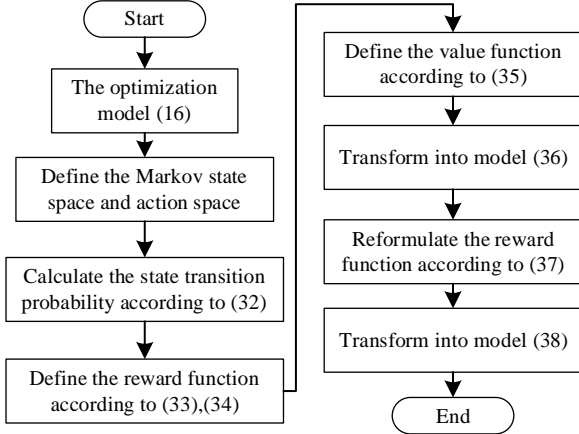 Start
The optimization
model (16)
Define the Markov state
space and action space
Calculate the state transition
probability according to (32)
Define the reward function
according to (33),(34)
Define the value function
according to (35)
Transform into model (36)
Reformulate the reward
function according to (37)
Transform into model (38)
End